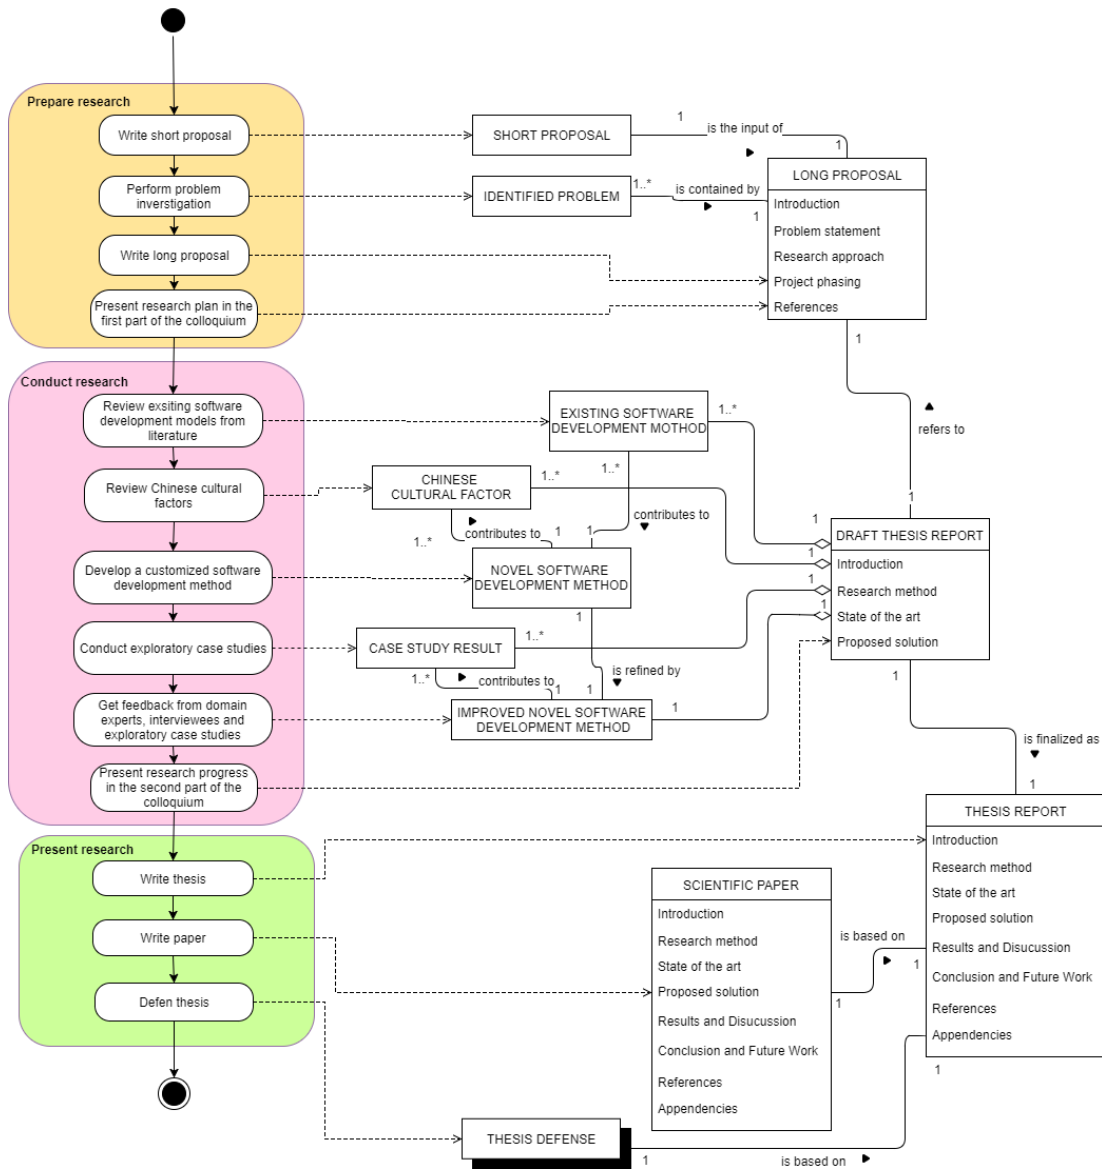 Prepare research
Write short proposal
Perform problem
inverstigation
Write long proposal
Present research plan in the
first part of the colloquium
SHORT PROPOSAL
1
is the input of
1
IDENTIFIED PROBLEM
1..*
is contained by
1
LONG PROPOSAL
Introduction
Problem statement
Research approach
Project phasing
References
1
refers to
1
Conduct research
Review exsiting software
development models from
literature
Review Chinese cultural
factors
Develop a customized software
development method
Conduct exploratory case studies
Get feedback from domain
experts, interviewees and
exploratory case studies
Present research progress
in the second part of the
colloquium
EXISTING SOFTWARE
DEVELOPMENT MOTHOD
1..*
1..*
1
CHINESE
CULTURAL FACTOR
1..*
1
contributes to
1..*
1
contributes to
1
NOVEL SOFTWARE
DEVELOPMENT METHOD
1
is refined by
1
CASE STUDY RESULT
1..*
1
contributes to
1..*
1
IMPROVED NOVEL SOFTWARE
DEVELOPMENT METHOD
1
1
DRAFT THESIS REPORT
Introduction
Research method
State of the art
Proposed solution
1
is finalized as
1
Present research
Write thesis
Write paper
Defen thesis
THESIS REPORT
Introduction
Research method
State of the art
Proposed solution
Results and Disucussion
Conclusion and Future Work
References
Appendencies
1
SCIENTIFIC PAPER
Introduction
Research method
State of the art
Proposed solution
Results and Disucussion
Conclusion and Future Work
References
Appendencies
is based on
1
1
THESIS DEFENSE
1
is based on